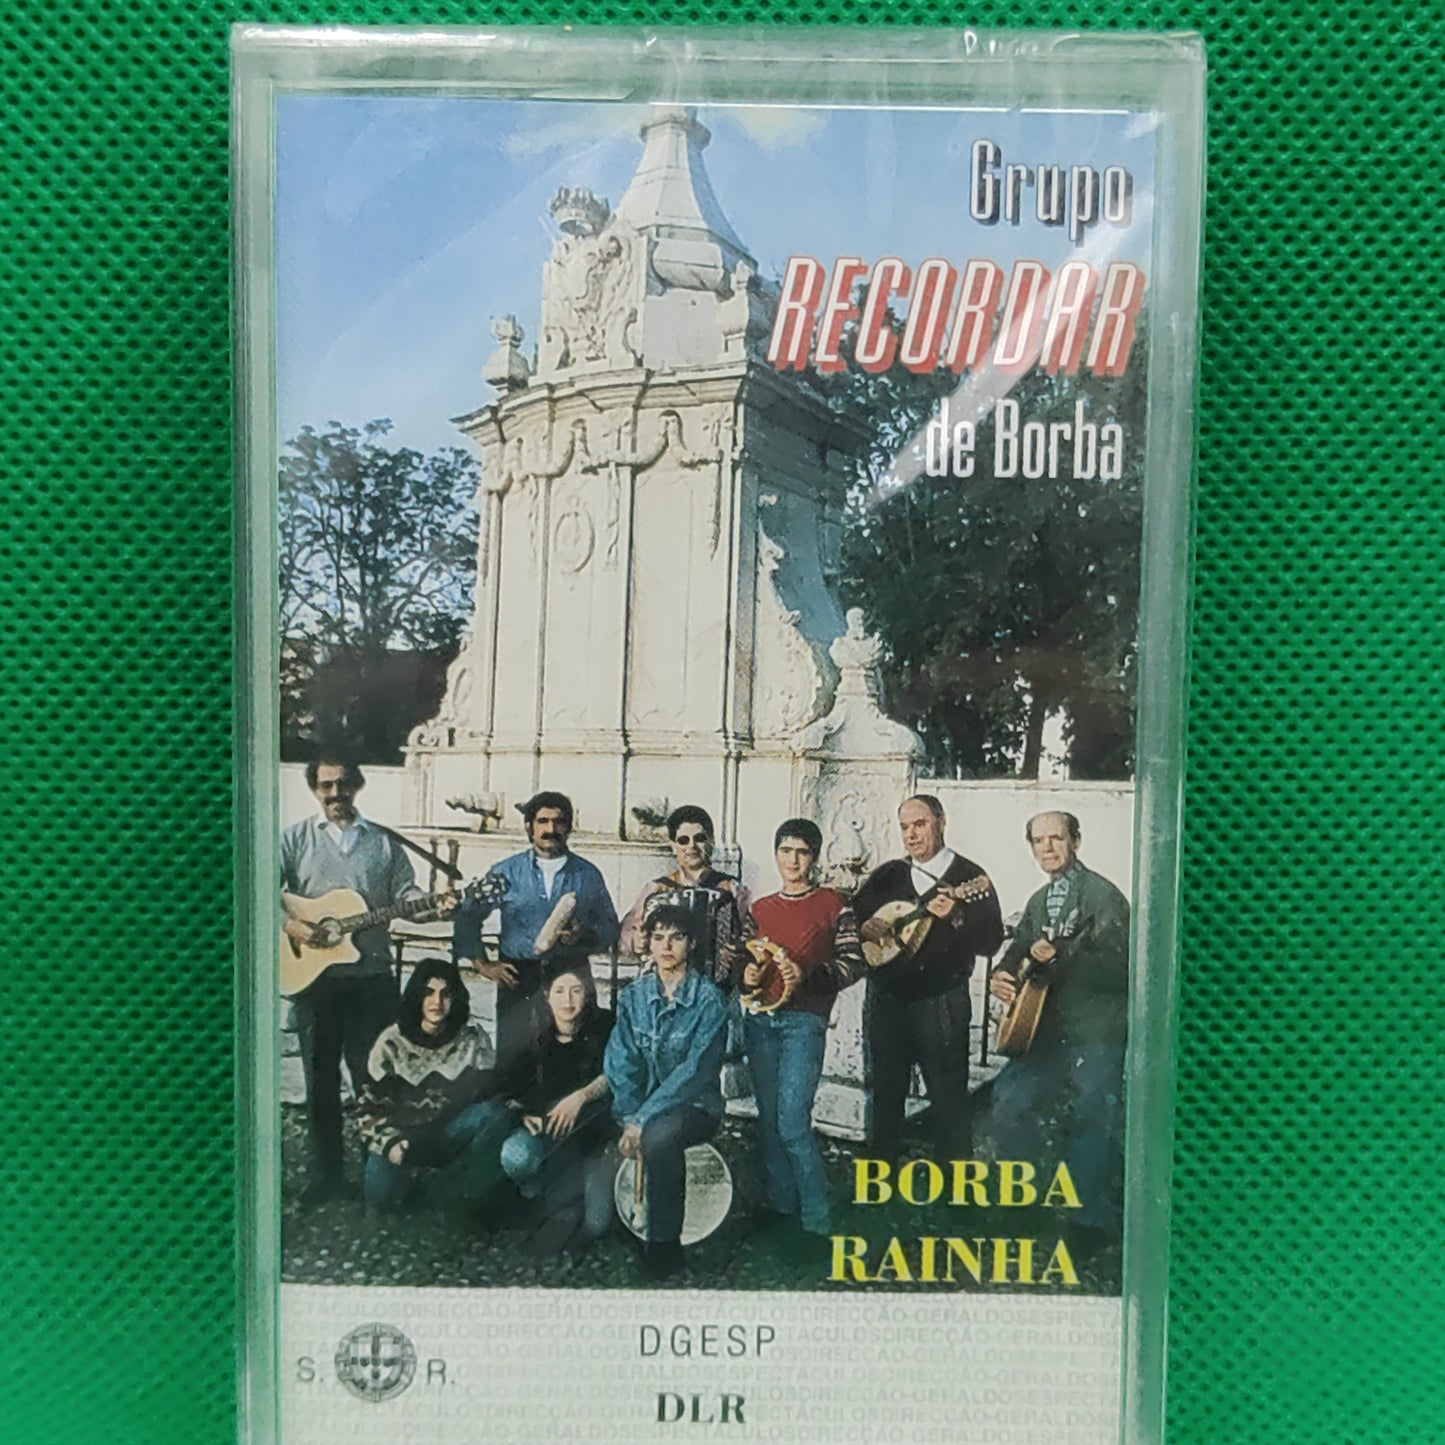 Grupo
RECORDAR
de Borba
BORBA
RAINHA
DGESP
S. R.
DLR